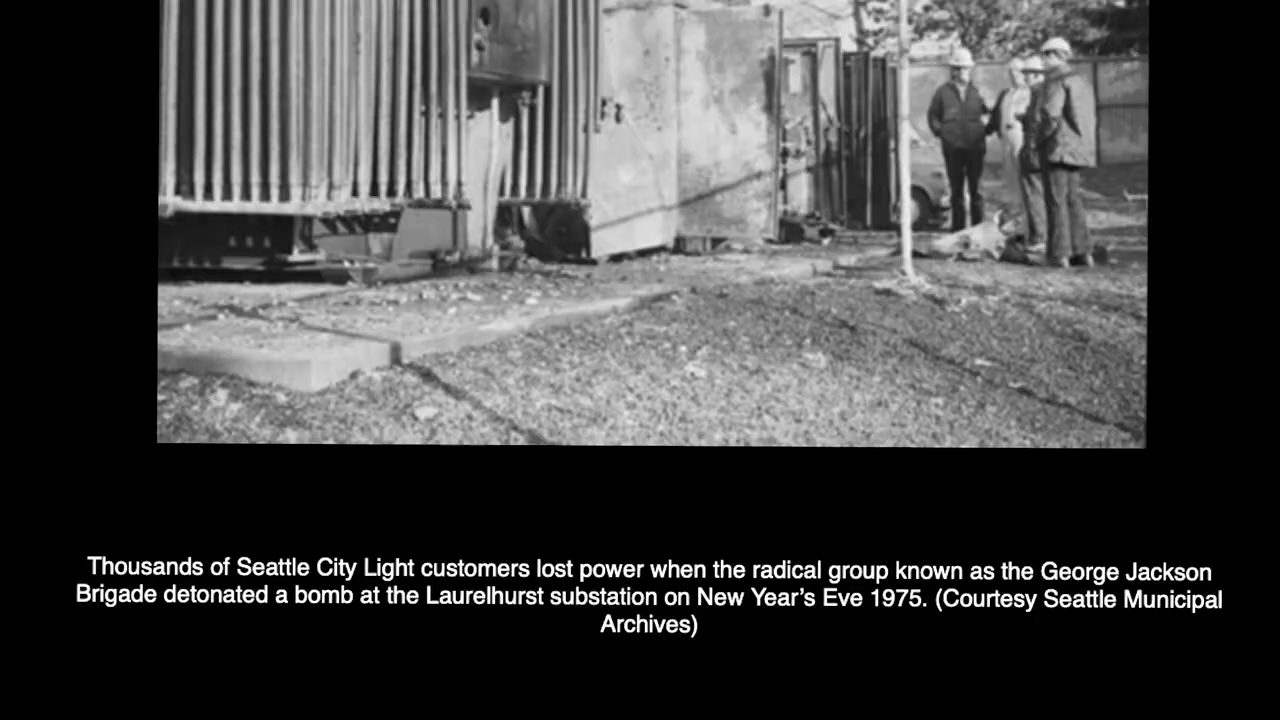 Thousands of Seattle City Light customers lost power when the radical group known as the George Jackson
Brigade detonated a bomb at the Laurelhurst substation on New Year’s Eve 1975. (Courtesy Seattle Municipal
Archives)